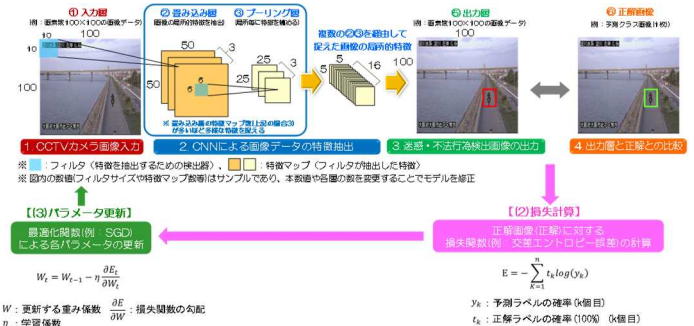 ① 入力層
(例：画素数100×100の画像データ)
100
10
10
100
1. CCTVカメラ画像入力
② 畳み込み層
(画像の局所的特徴を抽出)
③ プーリング層
(局所毎に特徴を纏める)
50
50
3
6
6
25
25
3
※ 畳み込み層の特徴マップ数(上記の場合3)
が多いほど多様な特徴を捉える
2. CNNによる画像データの特徴抽出
複数の②③を経由して
捉えた画像の局所的特徴
5
5
16
⑤ 出力層
(例：画素数100×100の画像データ)
100
100
3. 迷惑・不法行為検出画像の出力
⑥ 正解画像
例：予測クラス画像(1枚)
4. 出力層と正解との比較
※ ：フィルタ（特徴を抽出するための検出器）、 ：特徴マップ（フィルタが抽出した特徴）
※ 図内の数値(フィルタサイズや特徴マップ数等)はサンプルであり、本数値や各層の数を変更することでモデルを修正
【(3)パラメータ更新】
最適化関数(例：SGD)
による各パラメータの更新
W_t = W_{t-1} − η ∂E_t/∂W_t
W：更新する重み係数 ∂E/∂W：損失関数の勾配
η：学習係数
【(2)損失計算】
正解画像(正解)に対する
損失関数(例：交差エントロピー誤差)の計算
E = −∑_{K=1}^{n} t_k log(y_k)
y_k：予測ラベルの確率(k個目)
t_k：正解ラベルの確率(100%) (k個目)